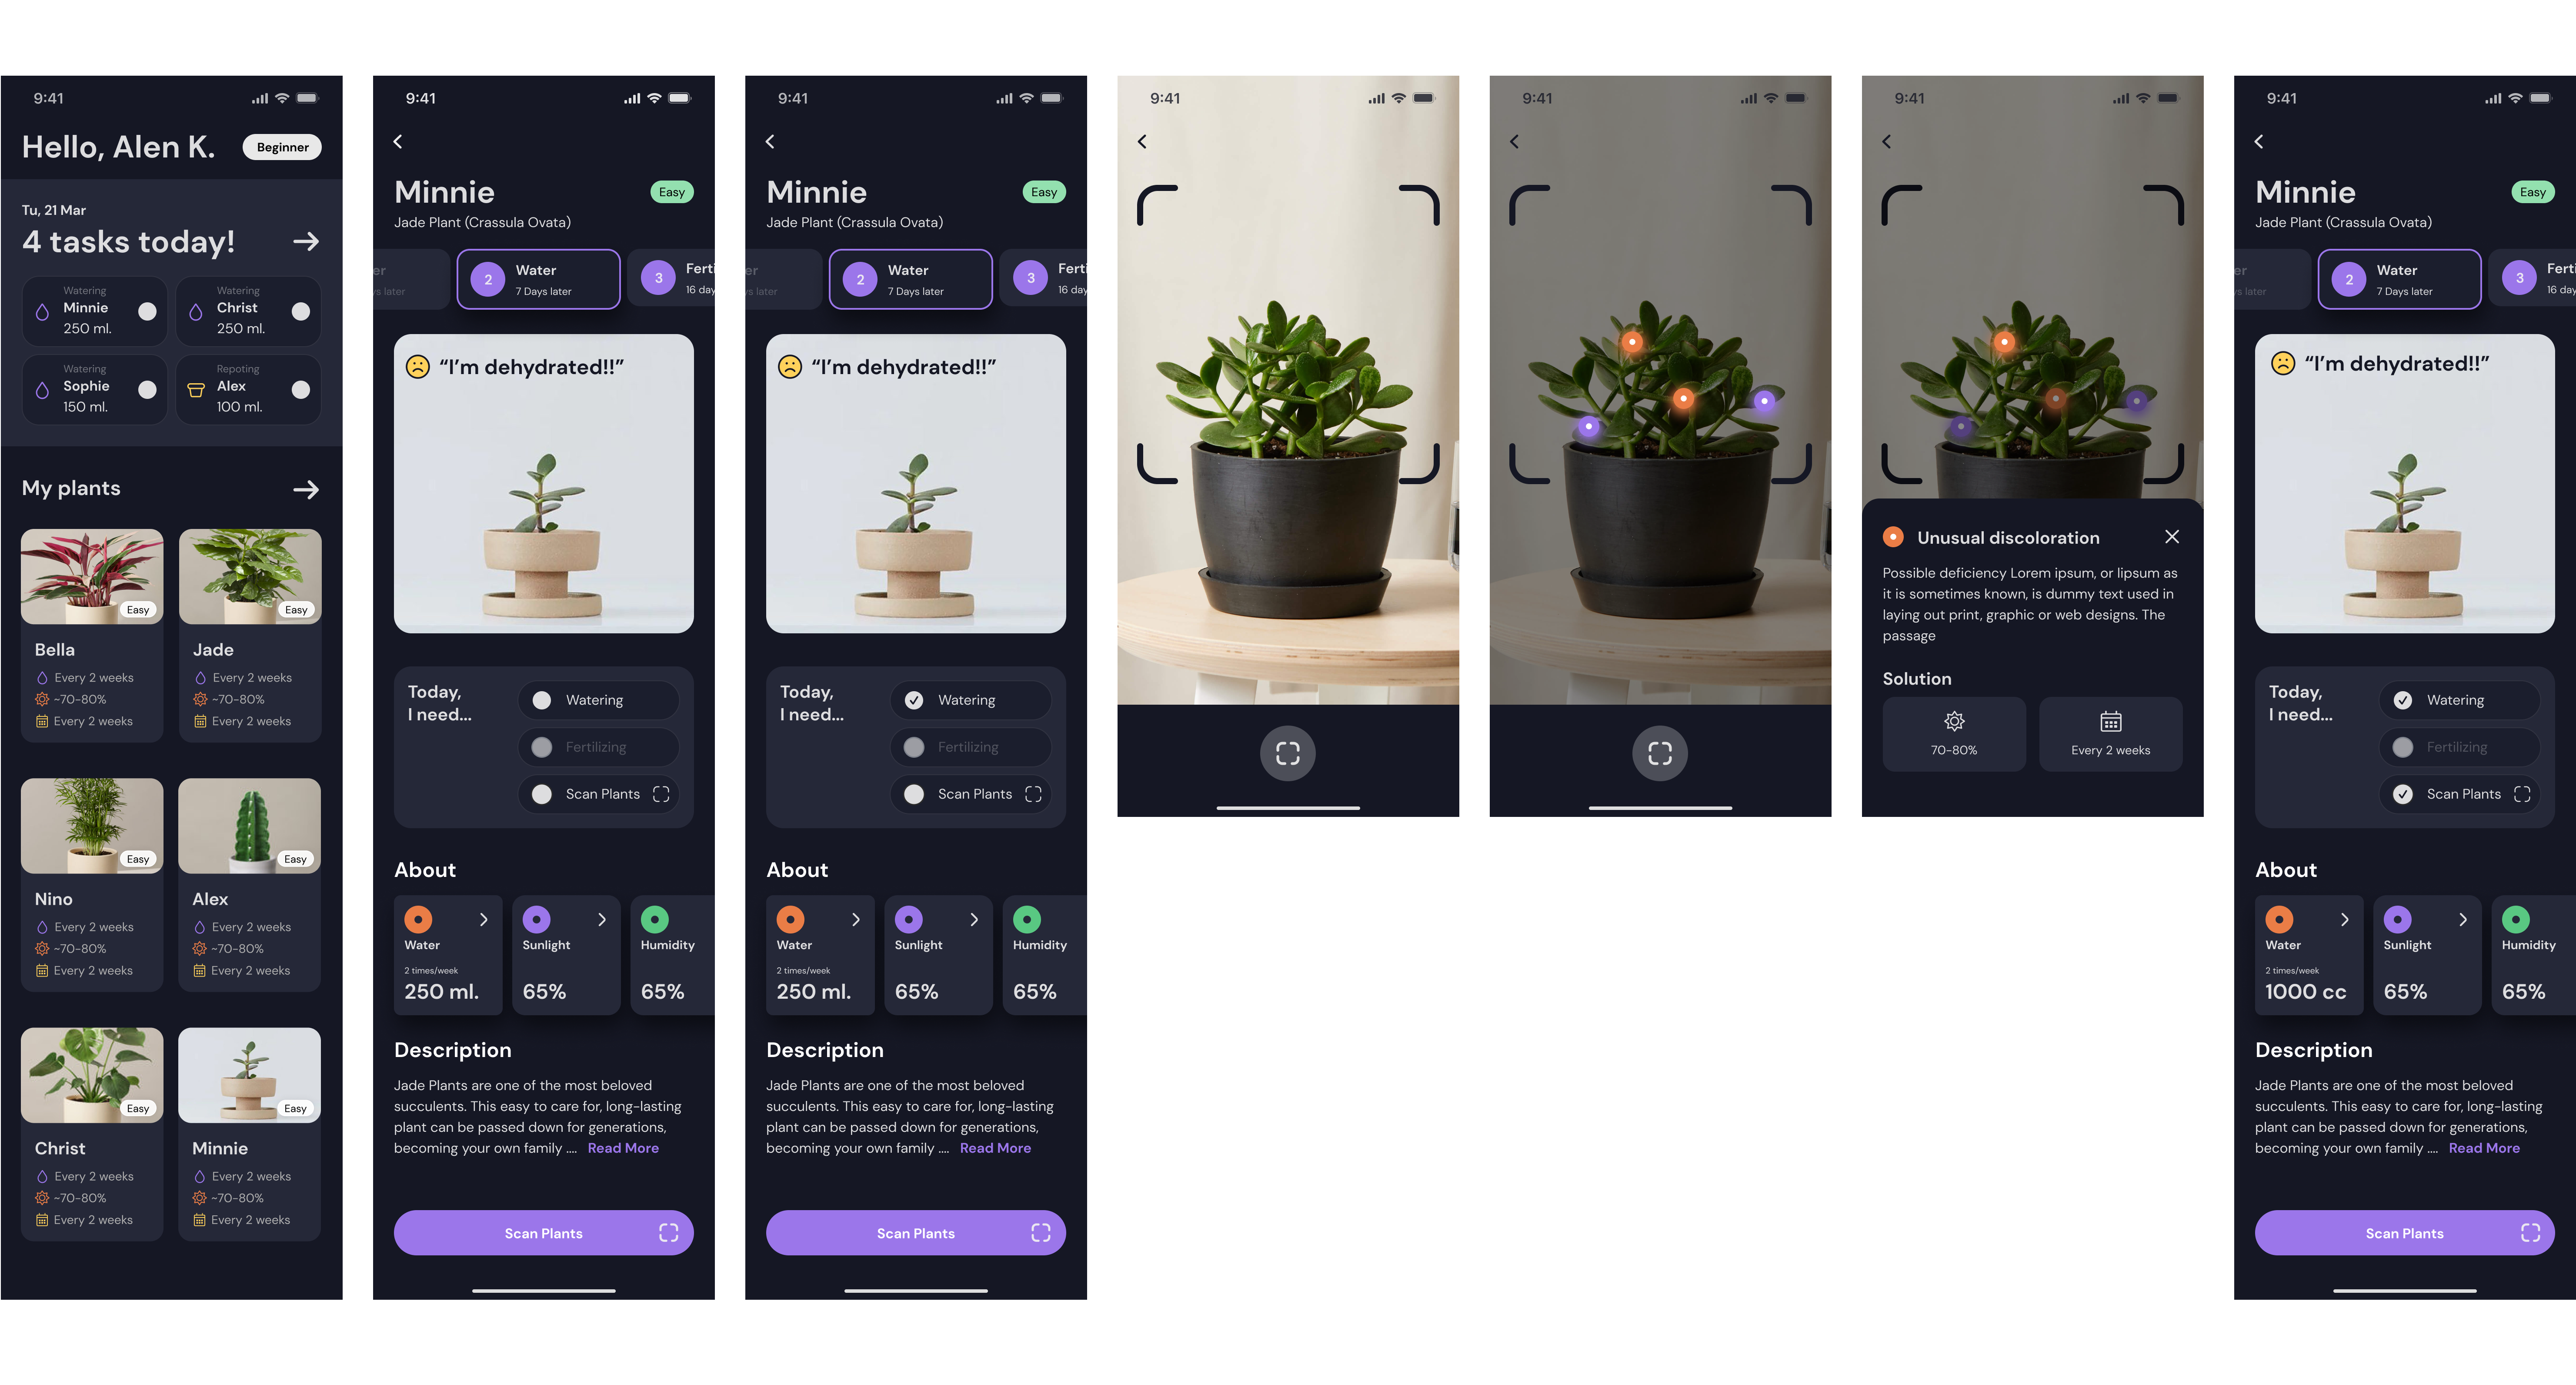 9:41
Hello, Alen K.
Beginner
Tu, 21 Mar
4 tasks today!
Watering
Minnie
250 ml.
Watering
Christ
250 ml.
Watering
Sophie
150 ml.
Repoting
Alex
100 ml.
My plants
Easy
Bella
Every 2 weeks
~70-80%
Every 2 weeks
Easy
Jade
Every 2 weeks
~70-80%
Every 2 weeks
Easy
Nino
Every 2 weeks
~70-80%
Every 2 weeks
Easy
Alex
Every 2 weeks
~70-80%
Every 2 weeks
Easy
Christ
Every 2 weeks
~70-80%
Every 2 weeks
Easy
Minnie
Every 2 weeks
~70-80%
Every 2 weeks
9:41
Minnie
Easy
Jade Plant (Crassula Ovata)
er
ys later
2
Water
7 Days later
3
Ferti
16 day
“I’m dehydrated!!”
Today,
I need...
Watering
Fertilizing
Scan Plants
About
Water
2 times/week
250 ml.
Sunlight
65%
Humidity
65%
Description
Jade Plants are one of the most beloved
succulents. This easy to care for, long-lasting
plant can be passed down for generations,
becoming your own family .... Read More
Scan Plants
9:41
Minnie
Easy
Jade Plant (Crassula Ovata)
er
ys later
2
Water
7 Days later
3
Ferti
16 day
“I’m dehydrated!!”
Today,
I need...
Watering
Fertilizing
Scan Plants
About
Water
2 times/week
250 ml.
Sunlight
65%
Humidity
65%
Description
Jade Plants are one of the most beloved
succulents. This easy to care for, long-lasting
plant can be passed down for generations,
becoming your own family .... Read More
Scan Plants
9:41
9:41
9:41
Unusual discoloration
Possible deficiency Lorem ipsum, or lipsum as
it is sometimes known, is dummy text used in
laying out print, graphic or web designs. The
passage
Solution
70-80%
Every 2 weeks
9:41
Minnie
Easy
Jade Plant (Crassula Ovata)
er
ys later
2
Water
7 Days later
3
Ferti
16 day
“I’m dehydrated!!”
Today,
I need...
Watering
Fertilizing
Scan Plants
About
Water
2 times/week
1000 cc
Sunlight
65%
Humidity
65%
Description
Jade Plants are one of the most beloved
succulents. This easy to care for, long-lasting
plant can be passed down for generations,
becoming your own family .... Read More
Scan Plants